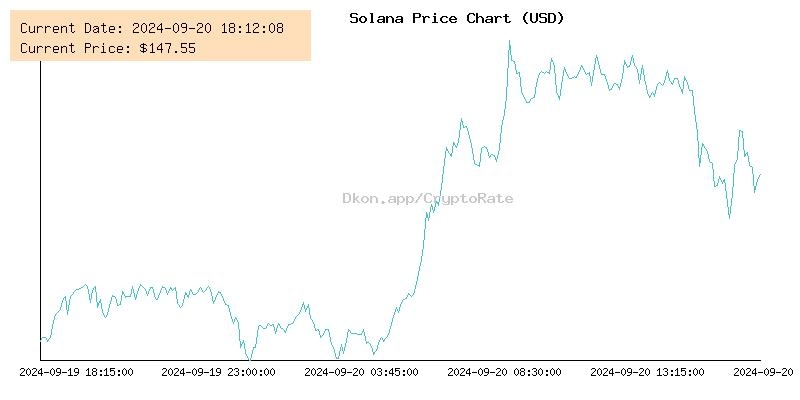 Solana Price Chart (USD)
Current Date: 2024-09-20 18:12:08
Current Price: $147.55
Dkon.app/CryptoRate
2024-09-19 18:15:00
2024-09-19 23:00:00
2024-09-20 03:45:00
2024-09-20 08:30:00
2024-09-20 13:15:00
2024-09-20